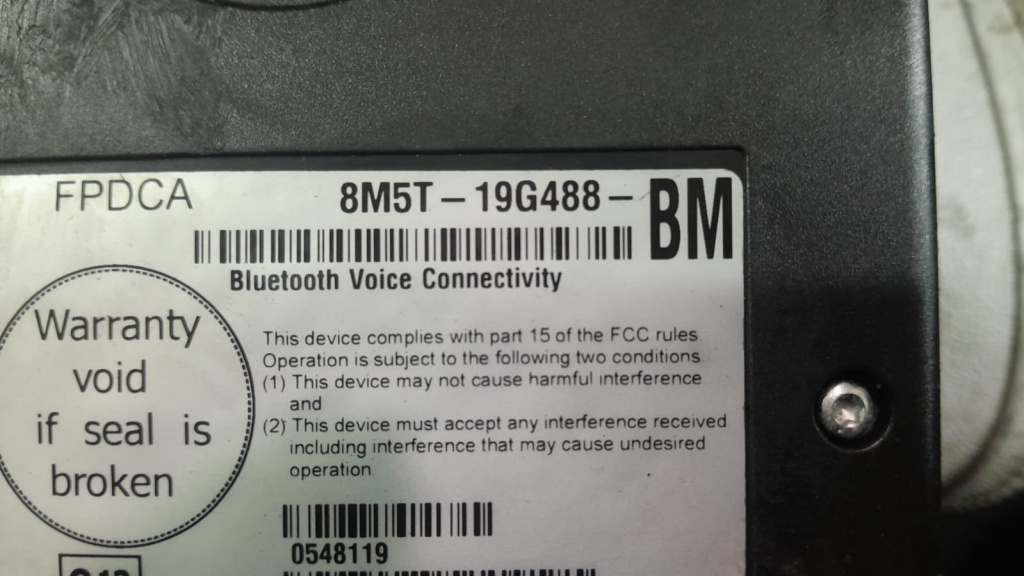 FPDCA
8M5T-19G488-BM
Bluetooth Voice Connectivity
Warranty
void
if seal is
broken
This device complies with part 15 of the FCC rules
Operation is subject to the following two conditions
(1) This device may not cause harmful interference
and
(2) This device must accept any interference received
including interference that may cause undesired
operation.
0548119